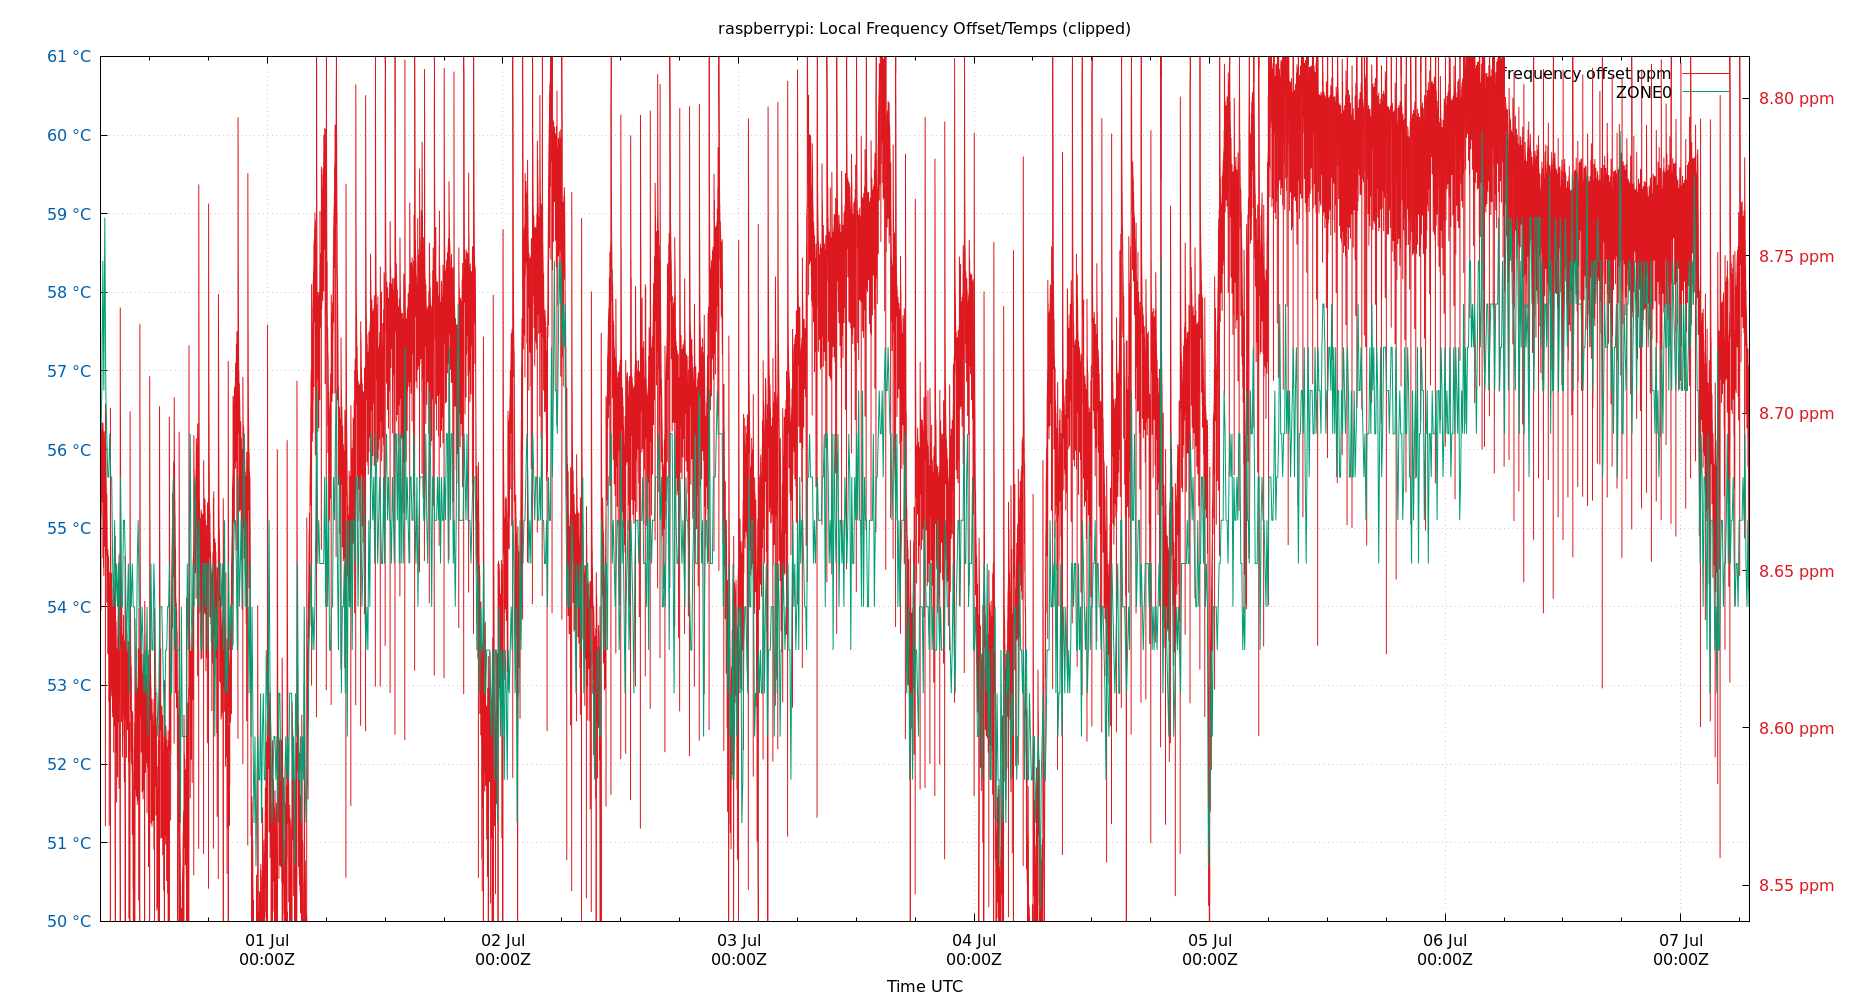 raspberrypi: Local Frequency Offset/Temps (clipped)
61 °C
60 °C
59 °C
58 °C
57 °C
56 °C
55 °C
54 °C
53 °C
52 °C
51 °C
50 °C
frequency offset ppm
ZONE0
8.80 ppm
8.75 ppm
8.70 ppm
8.65 ppm
8.60 ppm
8.55 ppm
01 Jul 02 Jul 03 Jul 04 Jul 05 Jul 06 Jul 07 Jul
00:00Z 00:00Z 00:00Z 00:00Z 00:00Z 00:00Z 00:00Z
Time UTC